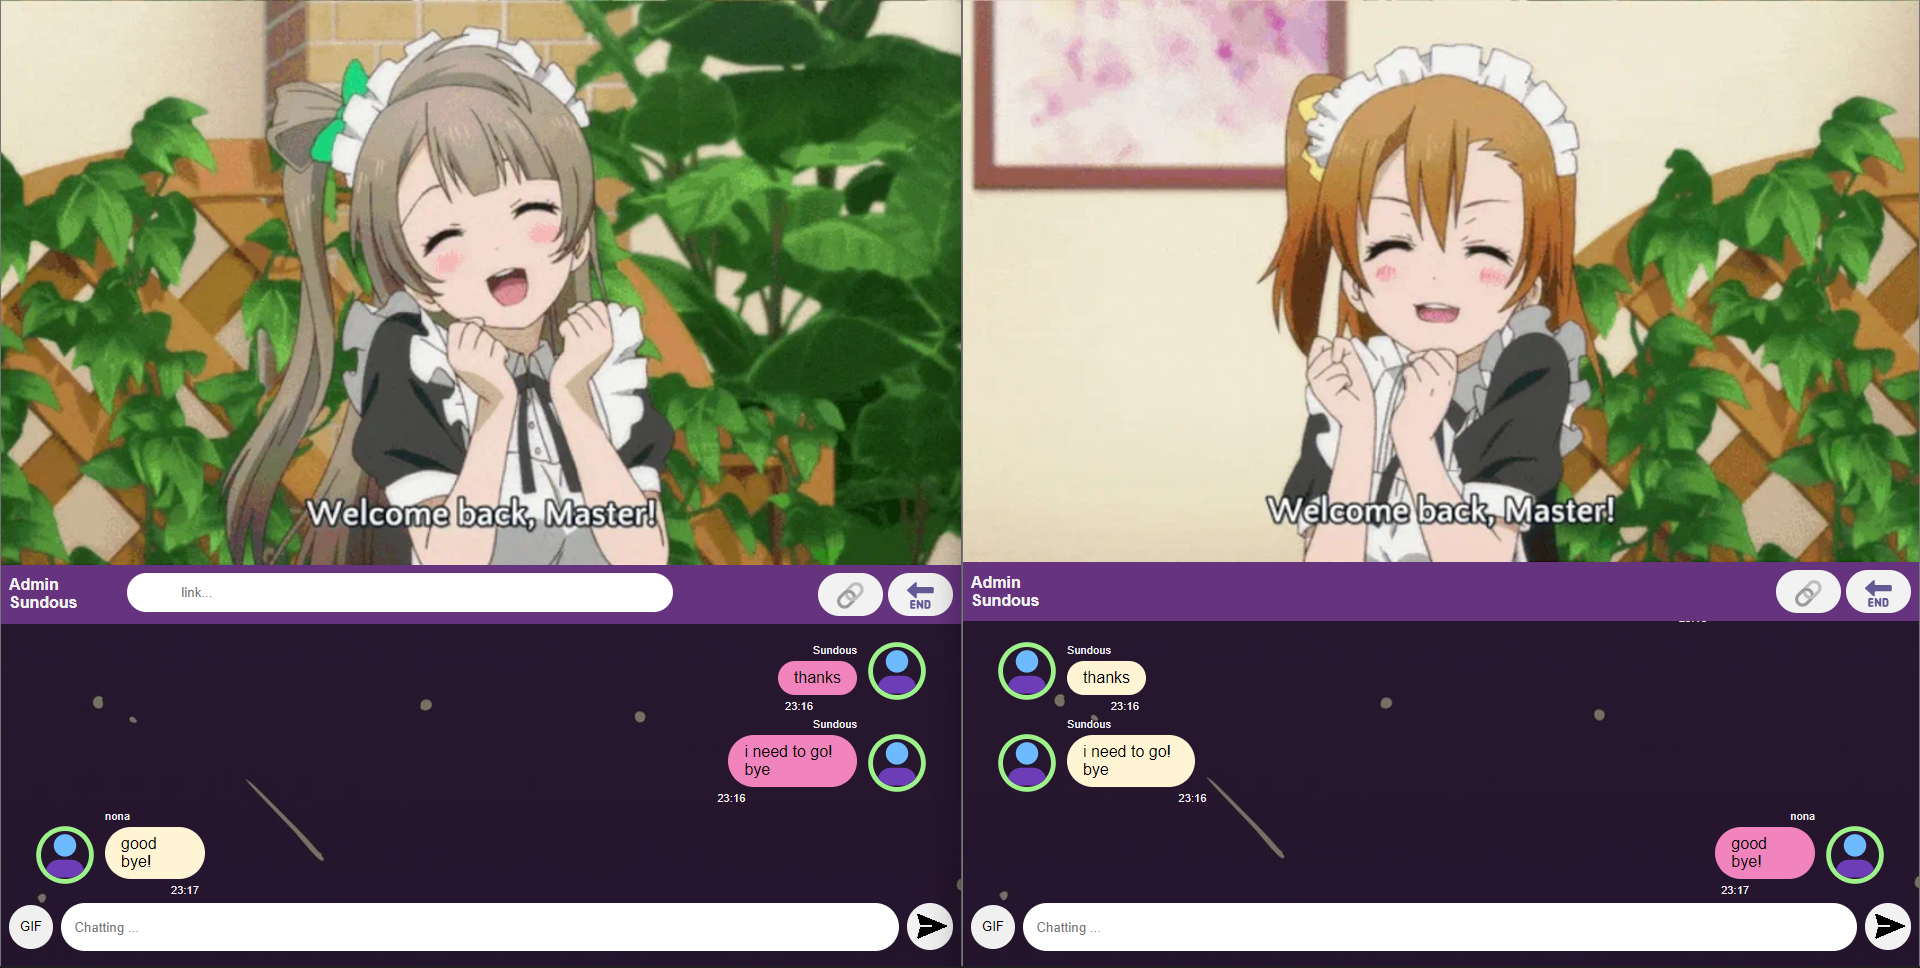 Welcome back, Master!
Admin
Sundous
link...
END
Sundous
thanks
23:16
Sundous
i need to go!
bye
23:16
nona
good
bye!
23:17
GIF
Chatting ...
Welcome back, Master!
Admin
Sundous
END
Sundous
thanks
23:16
Sundous
i need to go!
bye
23:16
nona
good
bye!
23:17
GIF
Chatting ...